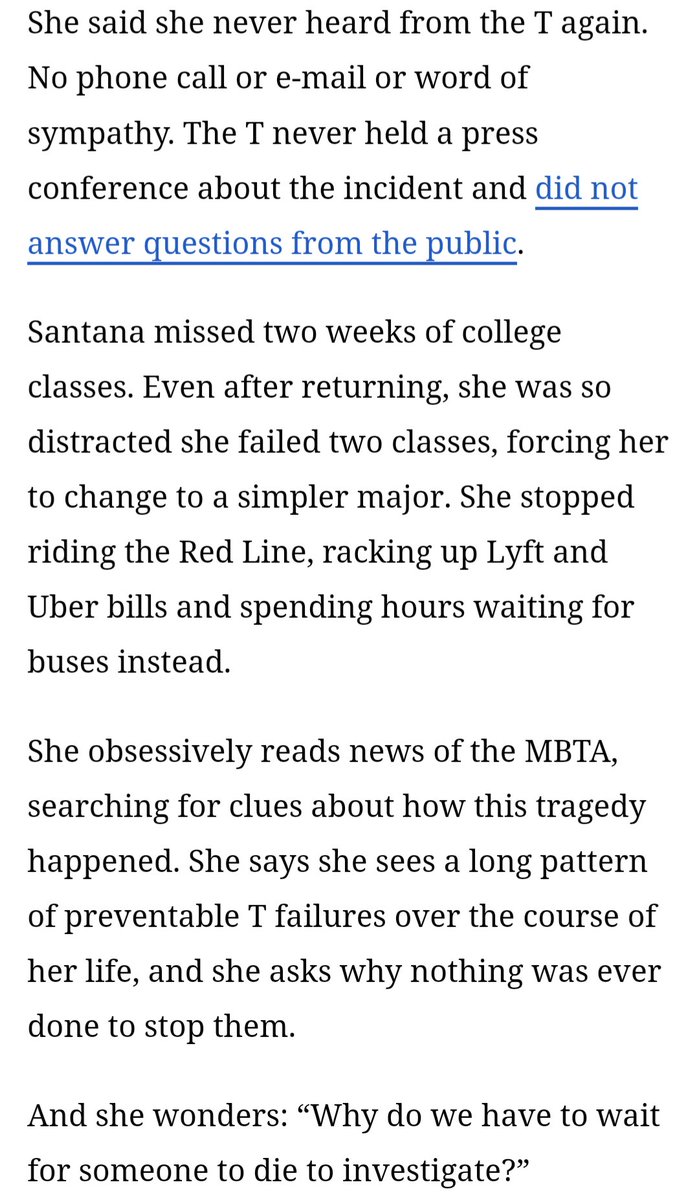 She said she never heard from the T again.
No phone call or e-mail or word of
sympathy. The T never held a press
conference about the incident and did not
answer questions from the public.
Santana missed two weeks of college
classes. Even after returning, she was so
distracted she failed two classes, forcing her
to change to a simpler major. She stopped
riding the Red Line, racking up Lyft and
Uber bills and spending hours waiting for
buses instead.
She obsessively reads news of the MBTA,
searching for clues about how this tragedy
happened. She says she sees a long pattern
of preventable T failures over the course of
her life, and she asks why nothing was ever
done to stop them.
And she wonders: “Why do we have to wait
for someone to die to investigate?”